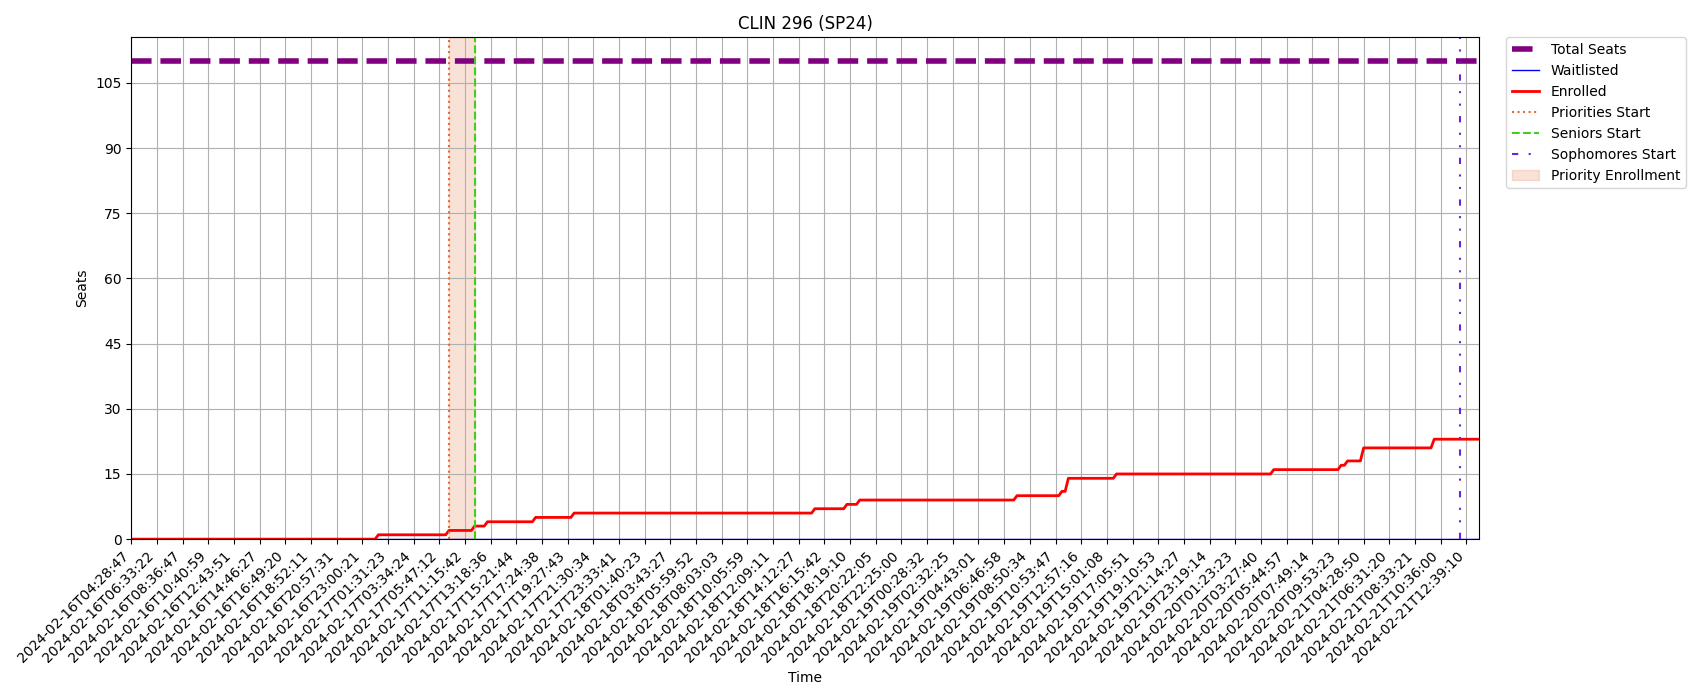 CLIN 296 (SP24)
Total Seats
Waitlisted
Enrolled
Priorities Start
Seniors Start
Sophomores Start
Priority Enrollment
Seats
105
90
75
60
45
30
15
0
2024-02-16T04:28:47
2024-02-16T06:33:22
2024-02-16T08:36:47
2024-02-16T10:40:59
2024-02-16T12:43:51
2024-02-16T14:46:27
2024-02-16T16:49:20
2024-02-16T18:52:11
2024-02-16T20:57:31
2024-02-16T23:00:21
2024-02-17T01:31:23
2024-02-17T03:34:24
2024-02-17T05:47:12
2024-02-17T11:15:42
2024-02-17T13:18:36
2024-02-17T15:21:44
2024-02-17T17:24:38
2024-02-17T19:27:43
2024-02-17T21:30:34
2024-02-17T23:33:41
2024-02-18T01:40:23
2024-02-18T03:43:27
2024-02-18T05:59:52
2024-02-18T08:03:03
2024-02-18T10:05:59
2024-02-18T12:09:11
2024-02-18T14:12:27
2024-02-18T16:15:42
2024-02-18T18:19:10
2024-02-18T20:22:05
2024-02-18T22:25:00
2024-02-19T00:28:32
2024-02-19T02:32:25
2024-02-19T04:43:01
2024-02-19T06:46:58
2024-02-19T08:50:34
2024-02-19T10:53:47
2024-02-19T12:57:16
2024-02-19T15:01:08
2024-02-19T17:05:51
2024-02-19T19:10:53
2024-02-19T21:14:27
2024-02-19T23:19:14
2024-02-20T01:23:23
2024-02-20T03:27:40
2024-02-20T05:44:57
2024-02-20T07:49:14
2024-02-20T09:53:23
2024-02-21T04:28:50
2024-02-21T06:31:20
2024-02-21T08:33:21
2024-02-21T10:36:00
2024-02-21T12:39:10
Time